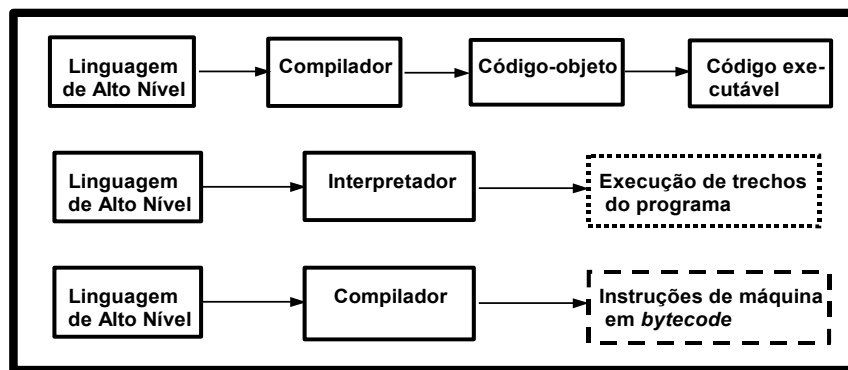 Linguagem
de Alto Nível
Compilador
Código-objeto
Código exe-
cutável
Linguagem
de Alto Nível
Interpretador
Execução de trechos
do programa
Linguagem
de Alto Nível
Compilador
Instruções de máquina
em bytecode